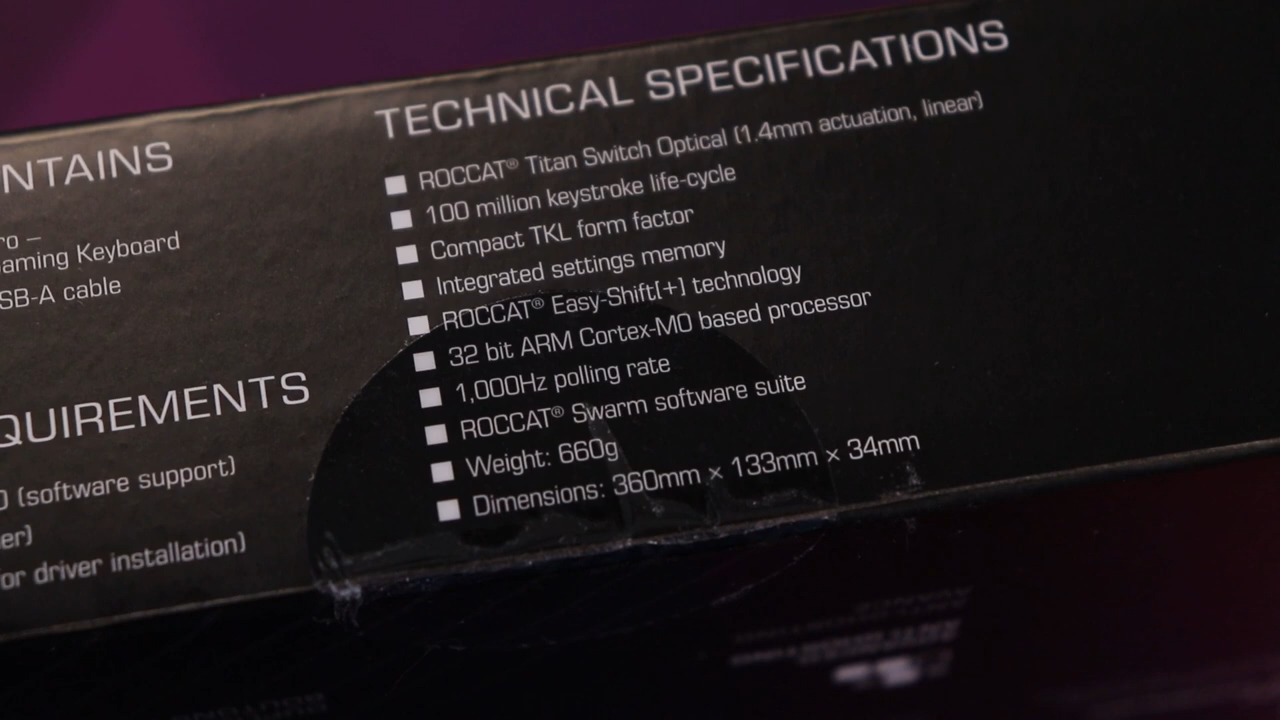 NTAINS
ro –
aming Keyboard
SB-A cable
QUIREMENTS
0 (software support)
er)
or driver installation)
TECHNICAL SPECIFICATIONS
ROCCAT® Titan Switch Optical (1.4mm actuation, linear)
100 million keystroke life-cycle
Compact TKL form factor
Integrated settings memory
ROCCAT® Easy-Shift[+] technology
32 bit ARM Cortex-M0 based processor
1,000Hz polling rate
ROCCAT® Swarm software suite
Weight: 660g
Dimensions: 360mm × 133mm × 34mm